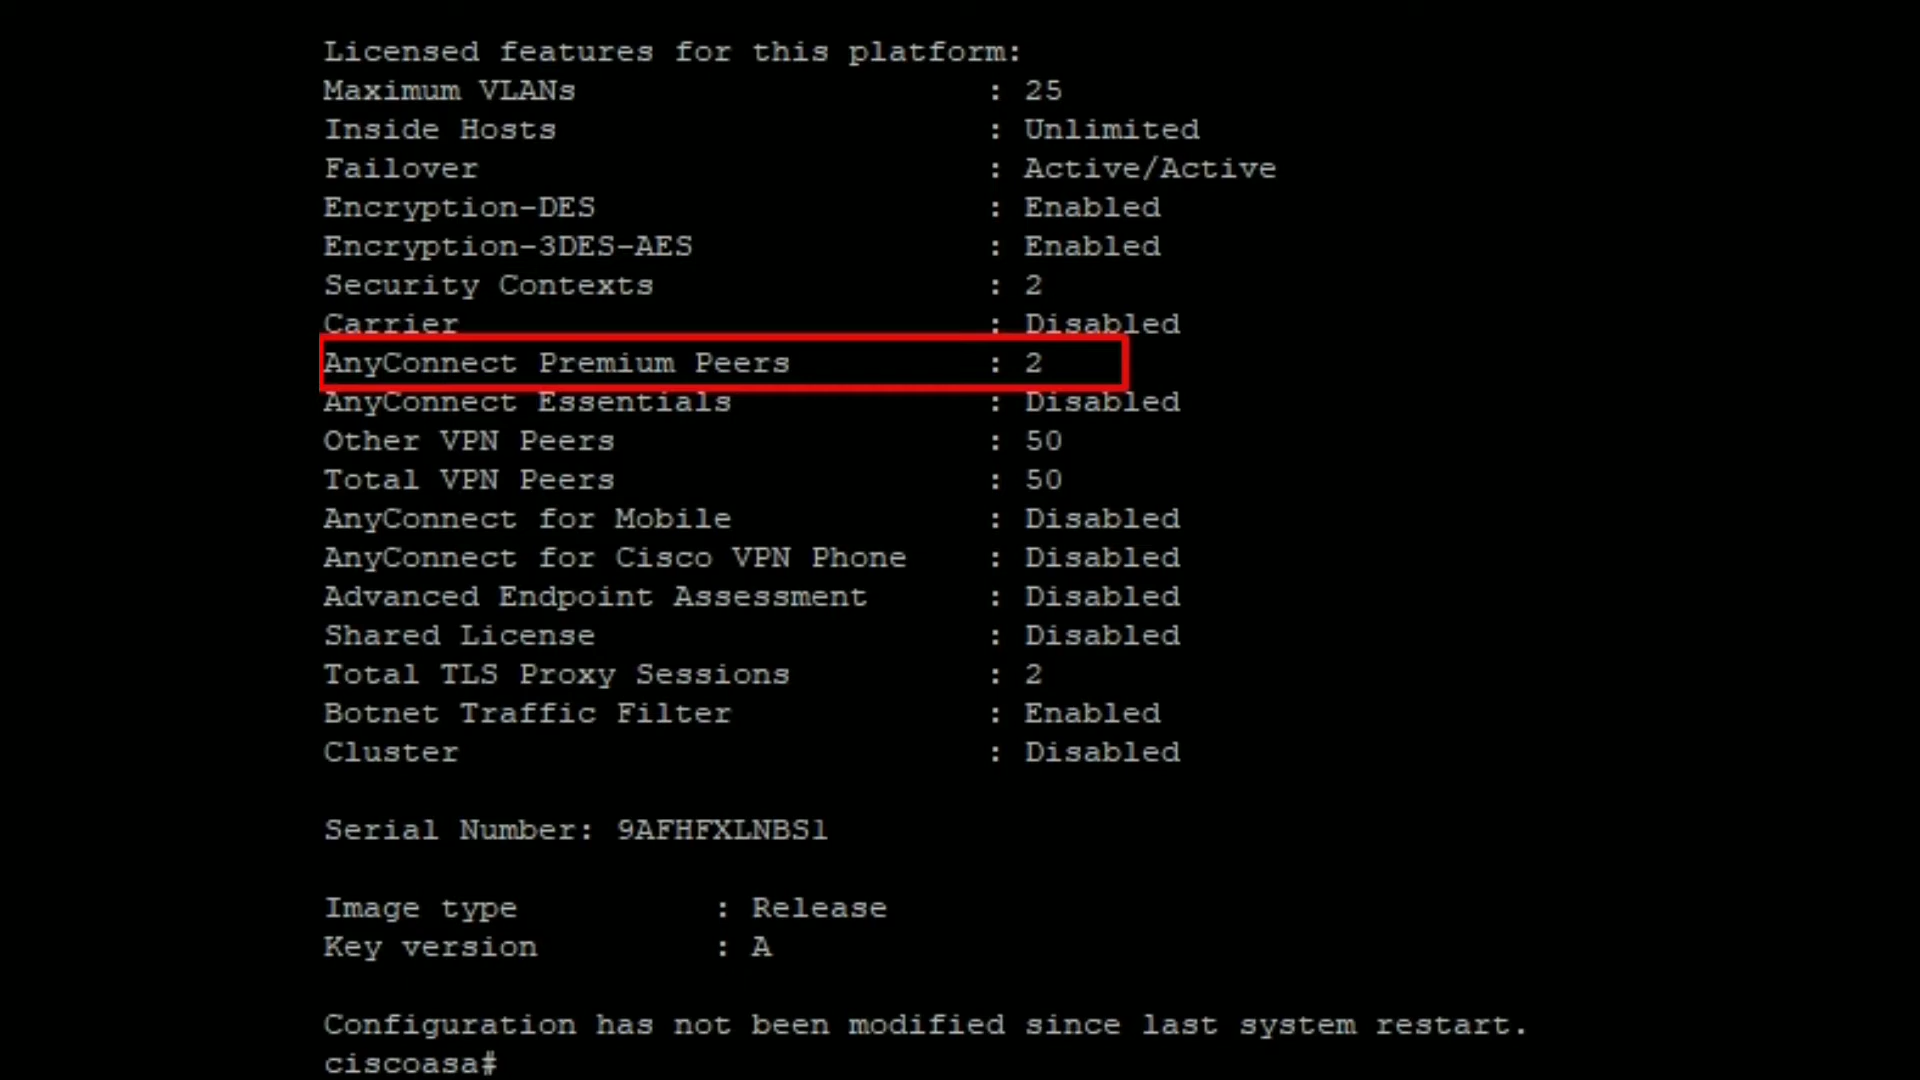 Licensed features for this platform:
Maximum VLANs : 25
Inside Hosts : Unlimited
Failover : Active/Active
Encryption-DES : Enabled
Encryption-3DES-AES : Enabled
Security Contexts : 2
Carrier : Disabled
AnyConnect Premium Peers : 2
AnyConnect Essentials : Disabled
Other VPN Peers : 50
Total VPN Peers : 50
AnyConnect for Mobile : Disabled
AnyConnect for Cisco VPN Phone : Disabled
Advanced Endpoint Assessment : Disabled
Shared License : Disabled
Total TLS Proxy Sessions : 2
Botnet Traffic Filter : Enabled
Cluster : Disabled
Serial Number: 9AFHFXLNBS1
Image type : Release
Key version : A
Configuration has not been modified since last system restart.
ciscoasa#